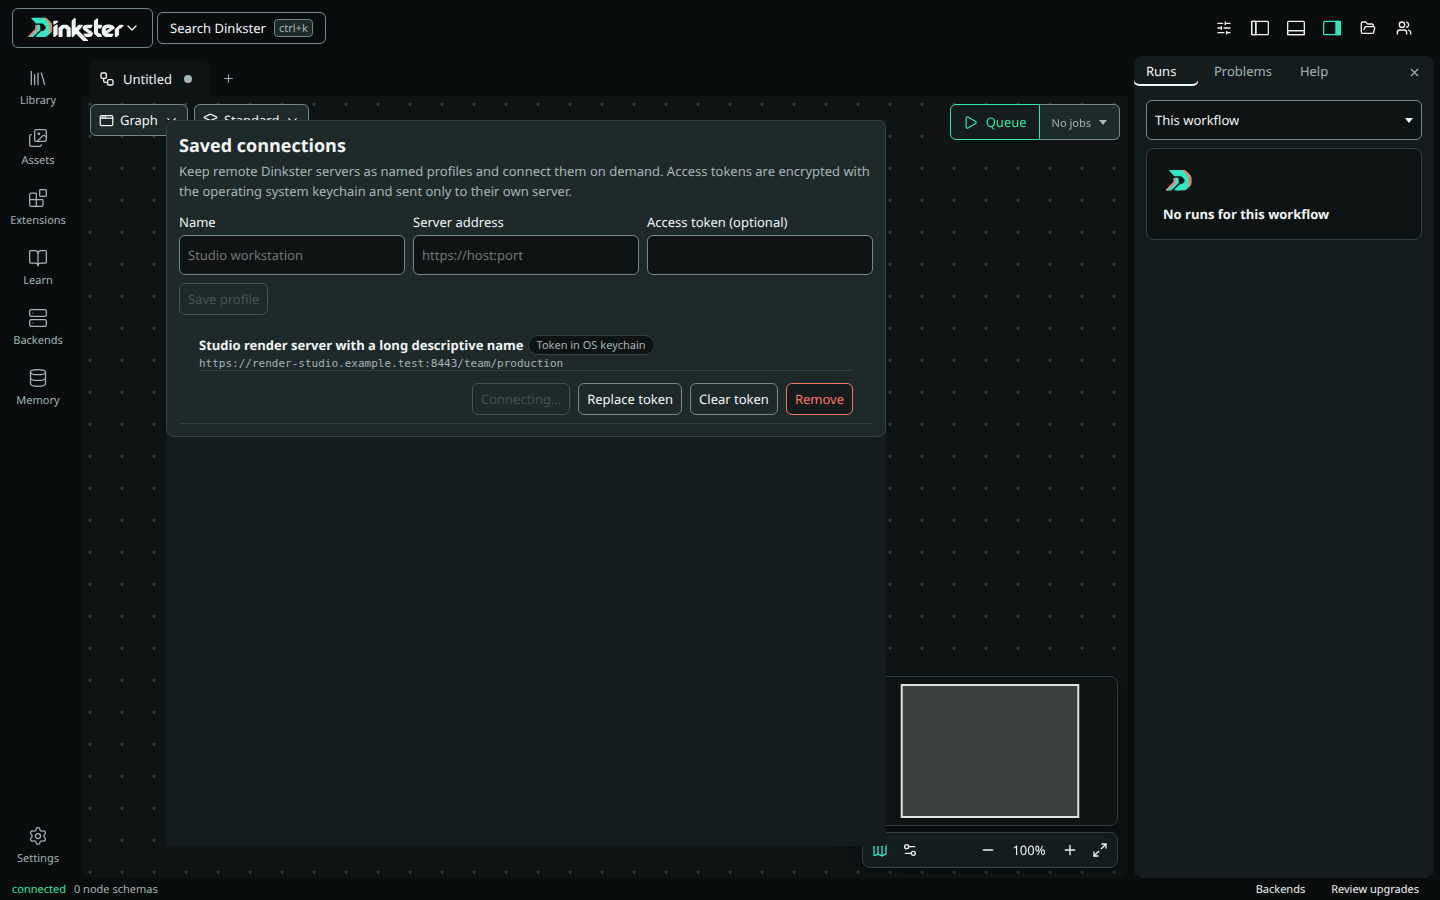 Dinkster
Search Dinkster ctrl+k
Library
Assets
Extensions
Learn
Backends
Memory
Settings
Untitled
Graph
Standard
Queue
No jobs
Saved connections
Keep remote Dinkster servers as named profiles and connect them on demand. Access tokens are encrypted with
the operating system keychain and sent only to their own server.
Name
Server address
Access token (optional)
Studio workstation
https://host:port
Save profile
Studio render server with a long descriptive name Token in OS keychain
https://render-studio.example.test:8443/team/production
Connecting... Replace token Clear token Remove
100%
Runs Problems Help
This workflow
No runs for this workflow
connected 0 node schemas
Backends Review upgrades